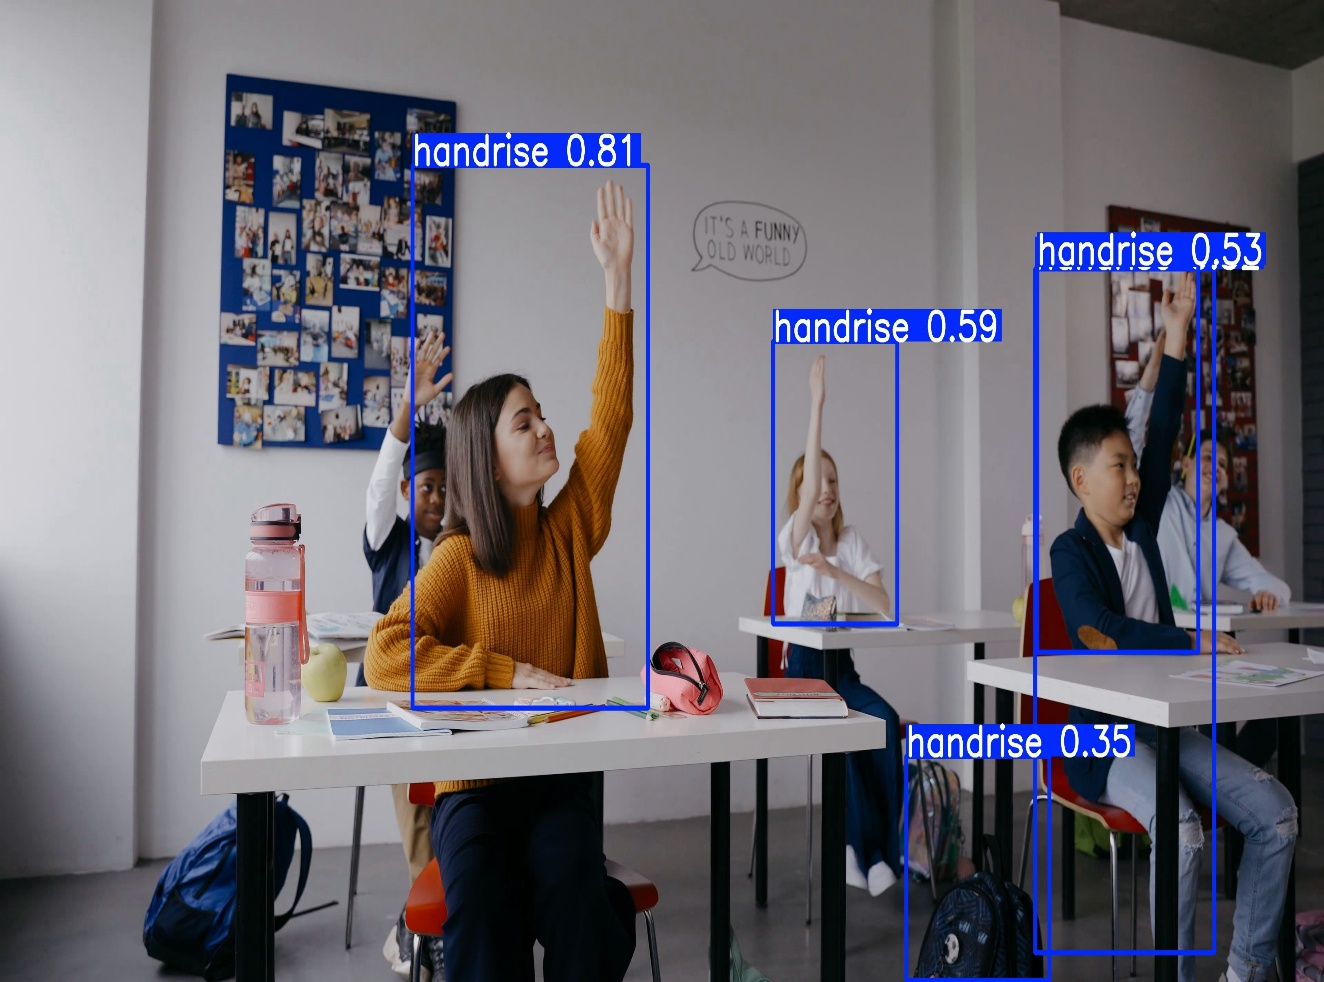 handrise 0.81
IT'S A FUNNY
OLD WORLD
handrise 0.53
handrise 0.59
handrise 0.35